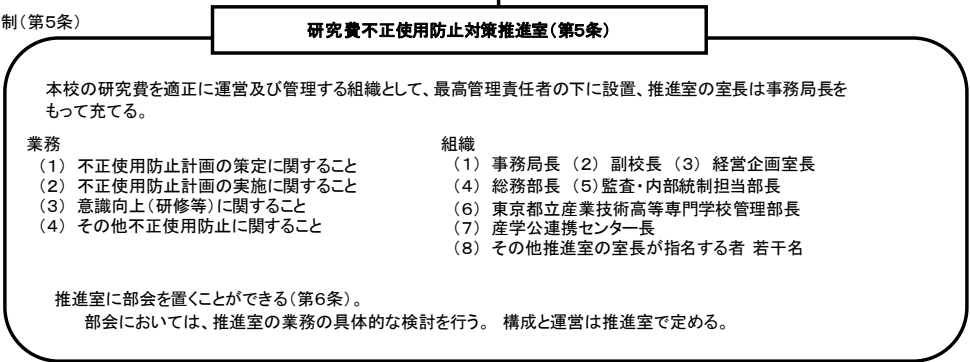 制(第5条)
研究費不正使用防止対策推進室(第5条)
本校の研究費を適正に運営及び管理する組織として、最高管理責任者の下に設置、推進室の室長は事務局長を
もって充てる。
業務
(1) 不正使用防止計画の策定に関すること
(2) 不正使用防止計画の実施に関すること
(3) 意識向上(研修等)に関すること
(4) その他不正使用防止に関すること
組織
(1) 事務局長 (2) 副校長 (3) 経営企画室長
(4) 総務部長 (5)監査・内部統制担当部長
(6) 東京都立産業技術高等専門学校管理部長
(7) 産学公連携センター長
(8) その他推進室の室長が指名する者 若干名
推進室に部会を置くことができる(第6条)。
部会においては、推進室の業務の具体的な検討を行う。 構成と運営は推進室で定める。